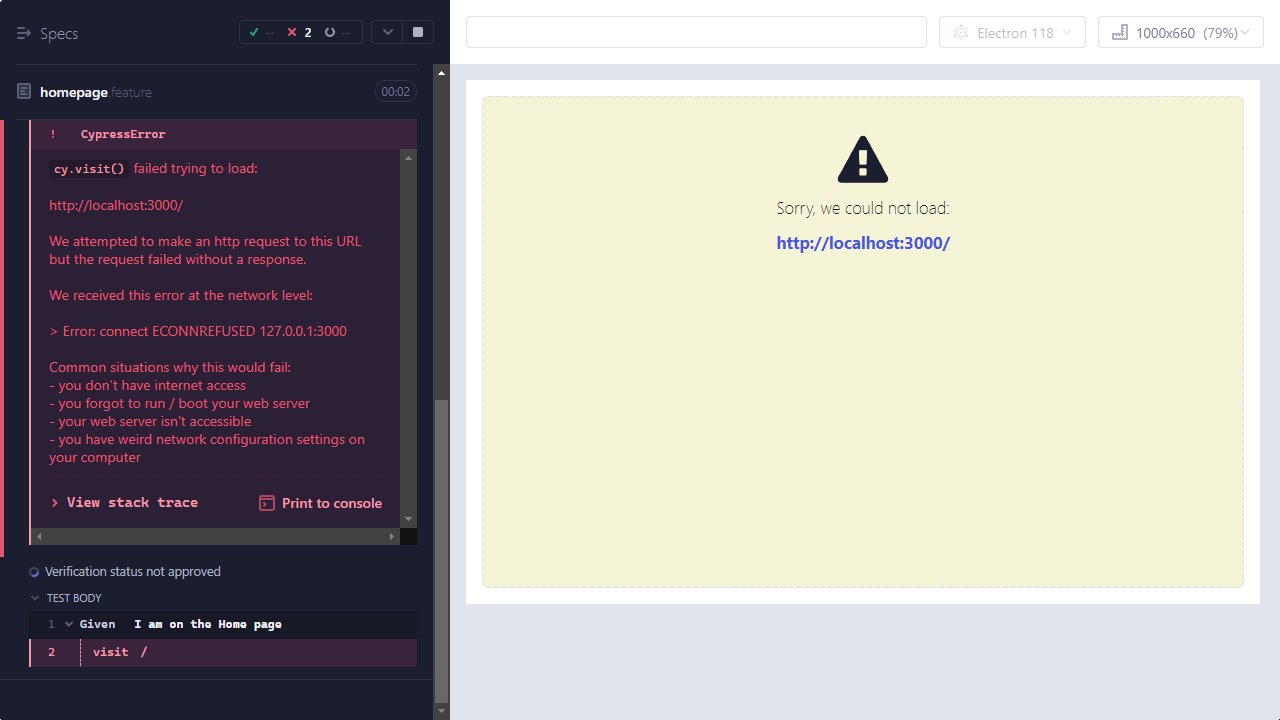 Specs
--
2
--
homepage.feature
00:02
! CypressError
cy.visit() failed trying to load:
http://localhost:3000/
We attempted to make an http request to this URL
but the request failed without a response.
We received this error at the network level:
> Error: connect ECONNREFUSED 127.0.0.1:3000
Common situations why this would fail:
- you don't have internet access
- you forgot to run / boot your web server
- your web server isn't accessible
- you have weird network configuration settings on
your computer
View stack trace
Print to console
Verification status not approved
TEST BODY
1 Given I am on the Home page
2 visit /
Electron 118
1000x660 (79%)
Sorry, we could not load:
http://localhost:3000/